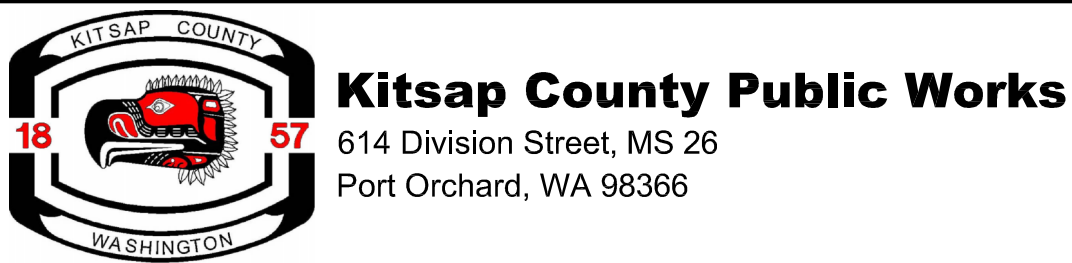 KITSAP COUNTY
18 57
WASHINGTON
Kitsap County Public Works
614 Division Street, MS 26
Port Orchard, WA 98366